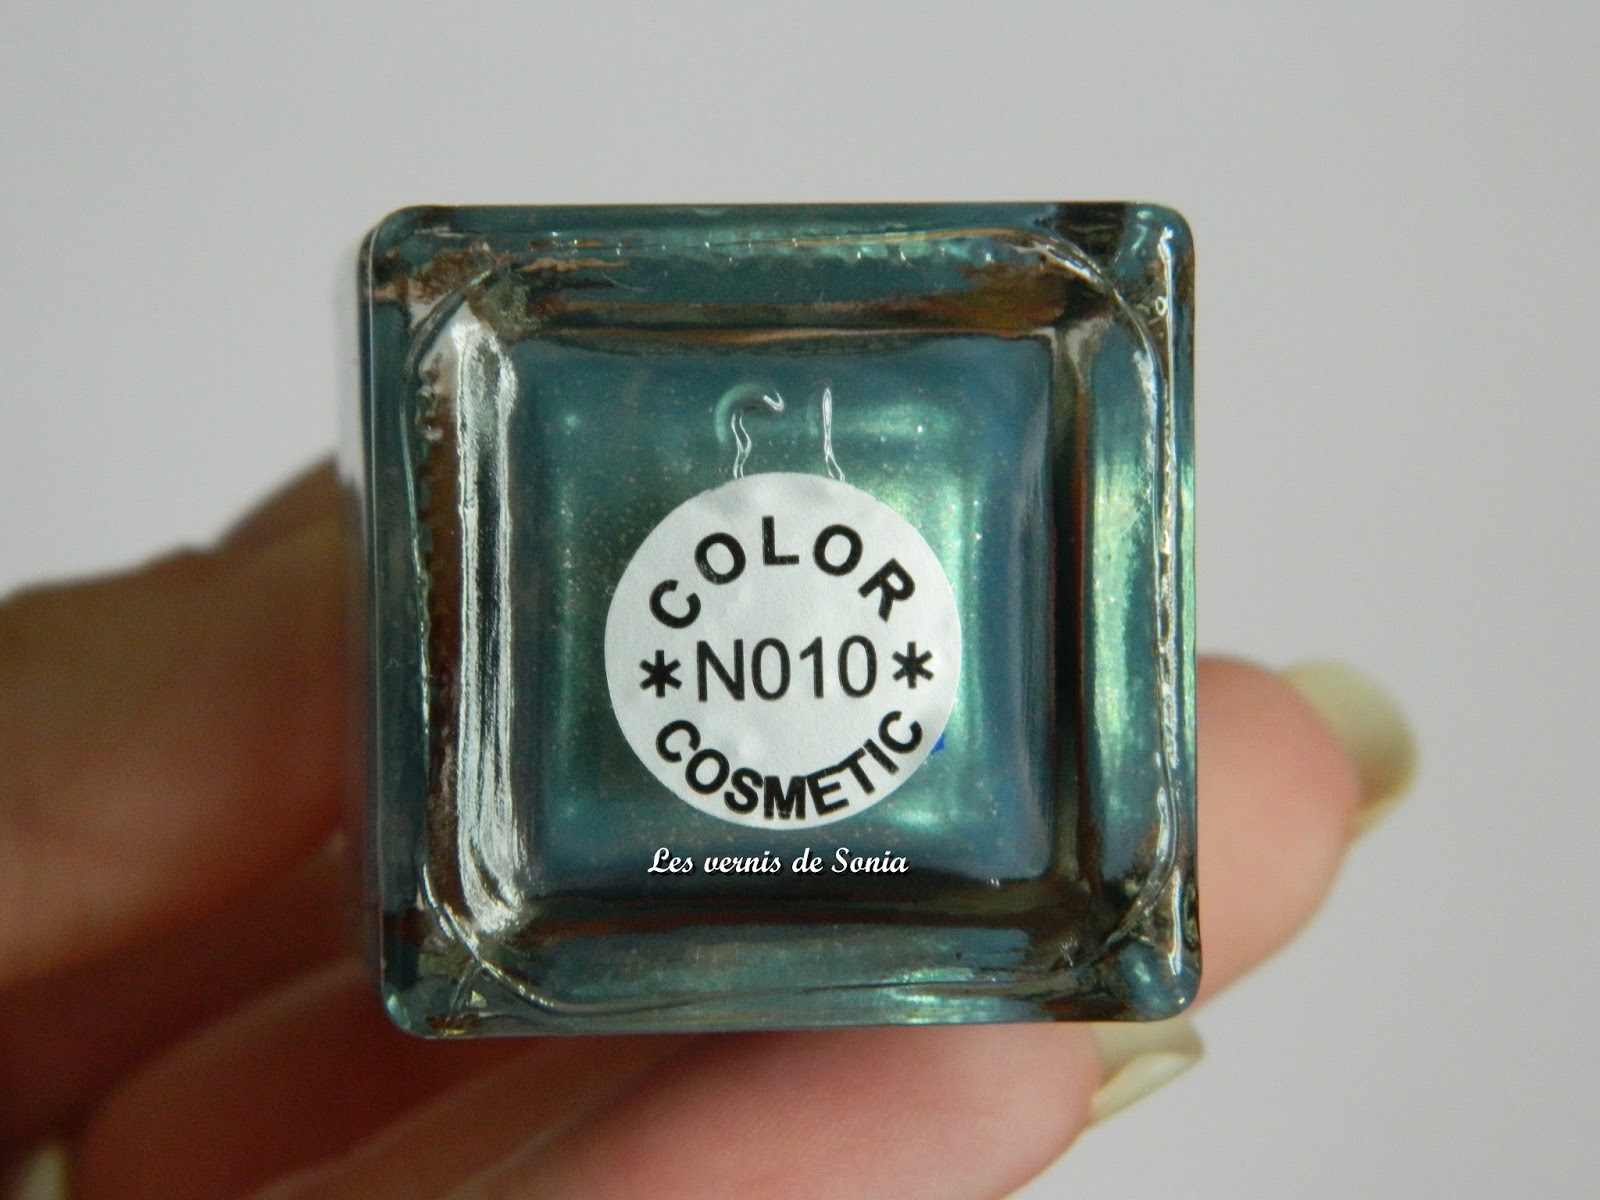 COLOR
*N010*
COSMETIC
Les vernis de Sonia